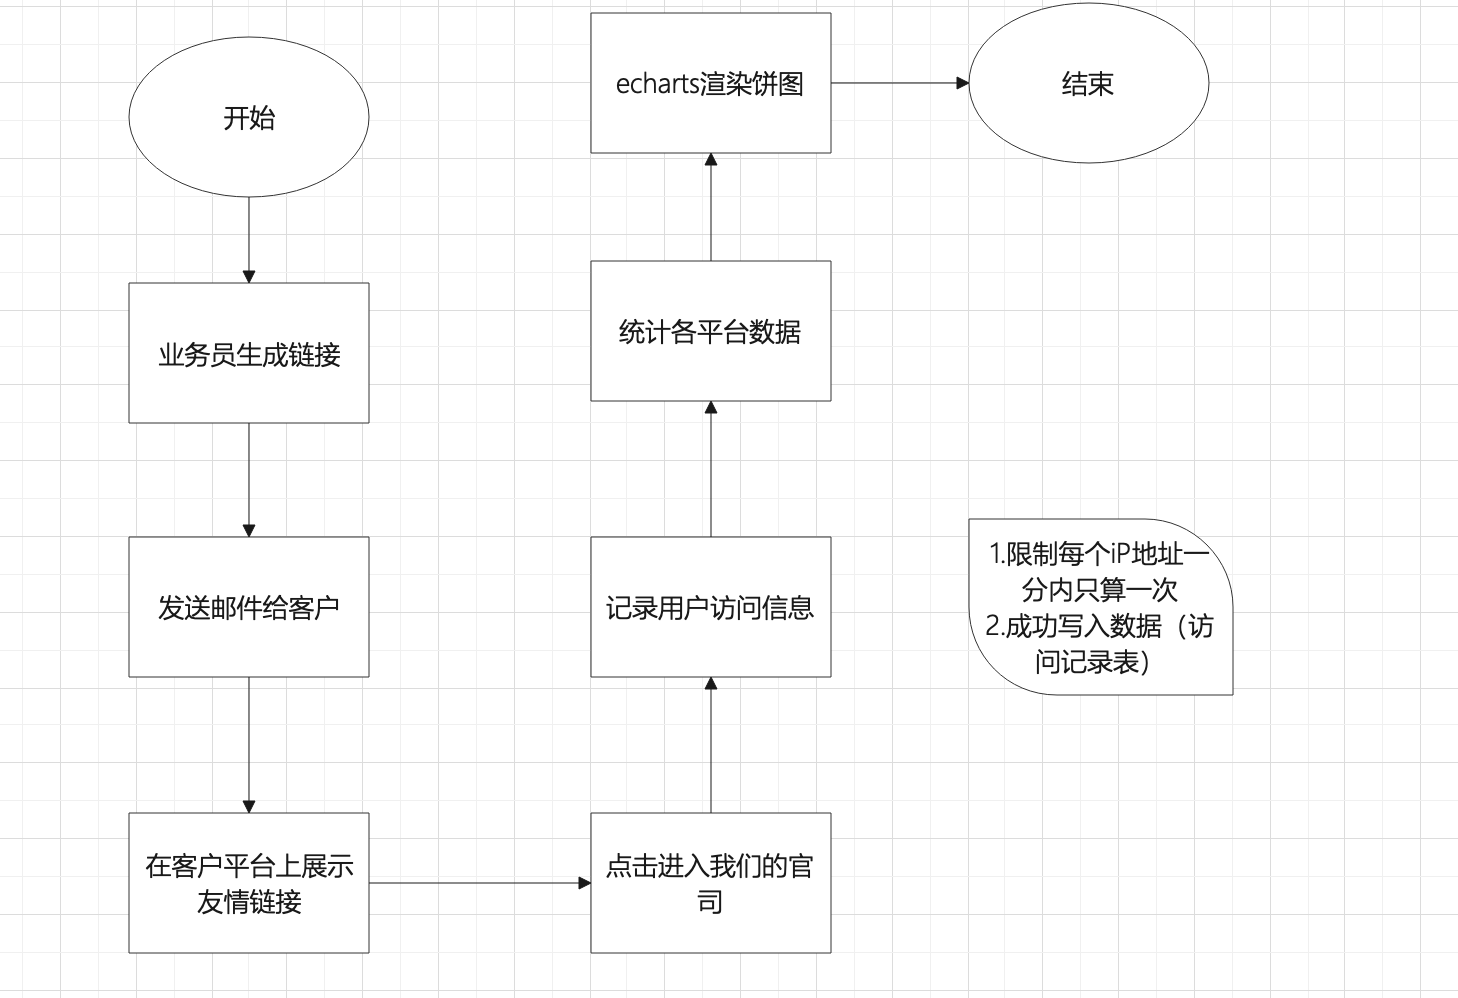 开始
业务员生成链接
发送邮件给客户
在客户平台上展示
友情链接
点击进入我们的官
司
记录用户访问信息
统计各平台数据
echarts渲染饼图
结束
1.限制每个iP地址一
分内只算一次
2.成功写入数据（访
问记录表）